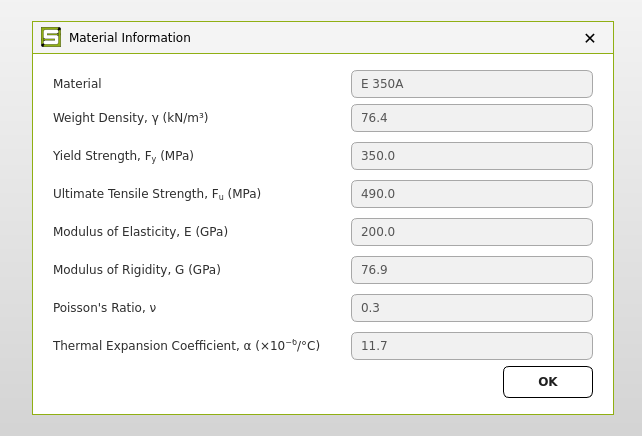 Material Information
Material E 350A
Weight Density, γ (kN/m³) 76.4
Yield Strength, Fy (MPa) 350.0
Ultimate Tensile Strength, Fu (MPa) 490.0
Modulus of Elasticity, E (GPa) 200.0
Modulus of Rigidity, G (GPa) 76.9
Poisson's Ratio, ν 0.3
Thermal Expansion Coefficient, α (×10⁻⁶/°C) 11.7
OK